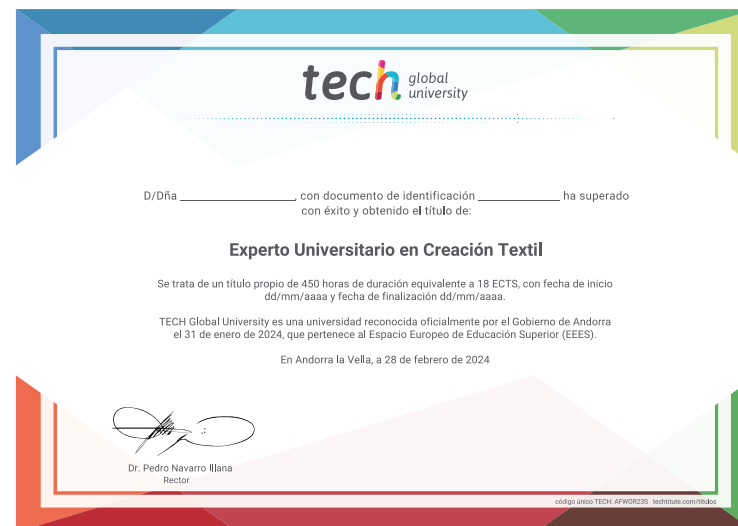 tech global university
D/Dña ____________________, con documento de identificación ______________ ha superado
con éxito y obtenido el título de:
Experto Universitario en Creación Textil
Se trata de un título propio de 450 horas de duración equivalente a 18 ECTS, con fecha de inicio
dd/mm/aaaa y fecha de finalización dd/mm/aaaa.
TECH Global University es una universidad reconocida oficialmente por el Gobierno de Andorra
el 31 de enero de 2024, que pertenece al Espacio Europeo de Educación Superior (EEES).
En Andorra la Vella, a 28 de febrero de 2024
Dr. Pedro Navarro Illana
Rector
código único TECH: AFWOR23S techtitute.com/titulos